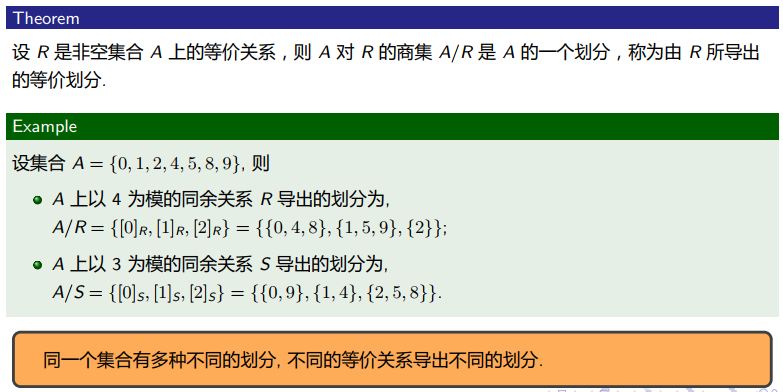 Theorem
设 R 是非空集合 A 上的等价关系，则 A 对 R 的商集 A/R 是 A 的一个划分，称为由 R 所导出
的等价划分.
Example
设集合 A = {0, 1, 2, 4, 5, 8, 9}, 则
A 上以 4 为模的同余关系 R 导出的划分为,
A/R = {[0]R, [1]R, [2]R} = {{0, 4, 8}, {1, 5, 9}, {2}};
A 上以 3 为模的同余关系 S 导出的划分为,
A/S = {[0]S, [1]S, [2]S} = {{0, 9}, {1, 4}, {2, 5, 8}}.
同一个集合有多种不同的划分, 不同的等价关系导出不同的划分.